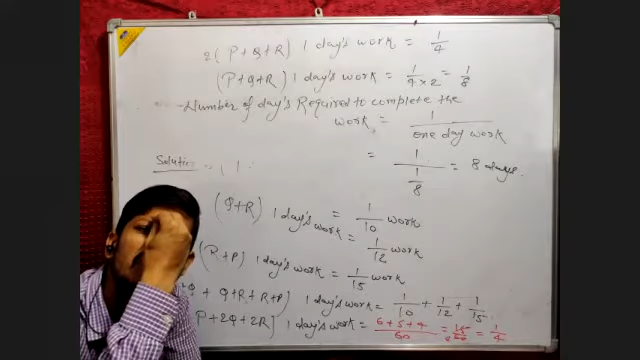 2(P+Q+R) 1 day's work = 1/4
(P+Q+R) 1 day's work = 1/4×2 = 1/8
Number of day's Required to complete the
work = 1/one day work
= 1/(1/8) = 8 days.
Solution
(Q+R) 1 day's work = 1/10 work
= 1/12 work
(R+P) 1 day's work = 1/15 work
+Q + Q+R + R+P) 1 day's work = 1/10 + 1/12 + 1/15
P+2Q+2R) 1 day's work = 6+5+4/60 = 15/60 = 1/4